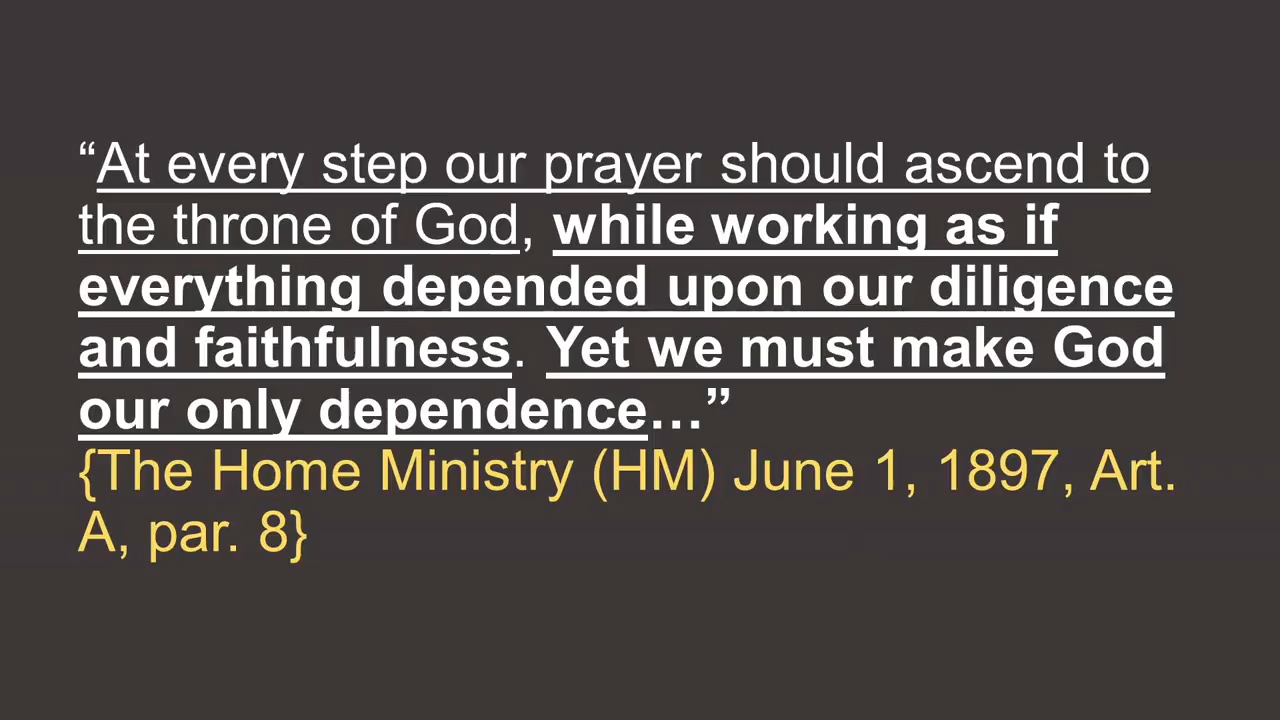 “At every step our prayer should ascend to
the throne of God, while working as if
everything depended upon our diligence
and faithfulness. Yet we must make God
our only dependence…”
{The Home Ministry (HM) June 1, 1897, Art.
A, par. 8}